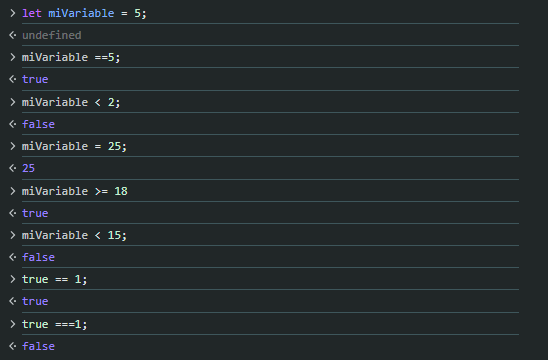 let miVariable = 5;
undefined
miVariable ==5;
true
miVariable < 2;
false
miVariable = 25;
25
miVariable >= 18
true
miVariable < 15;
false
true == 1;
true
true ===1;
false